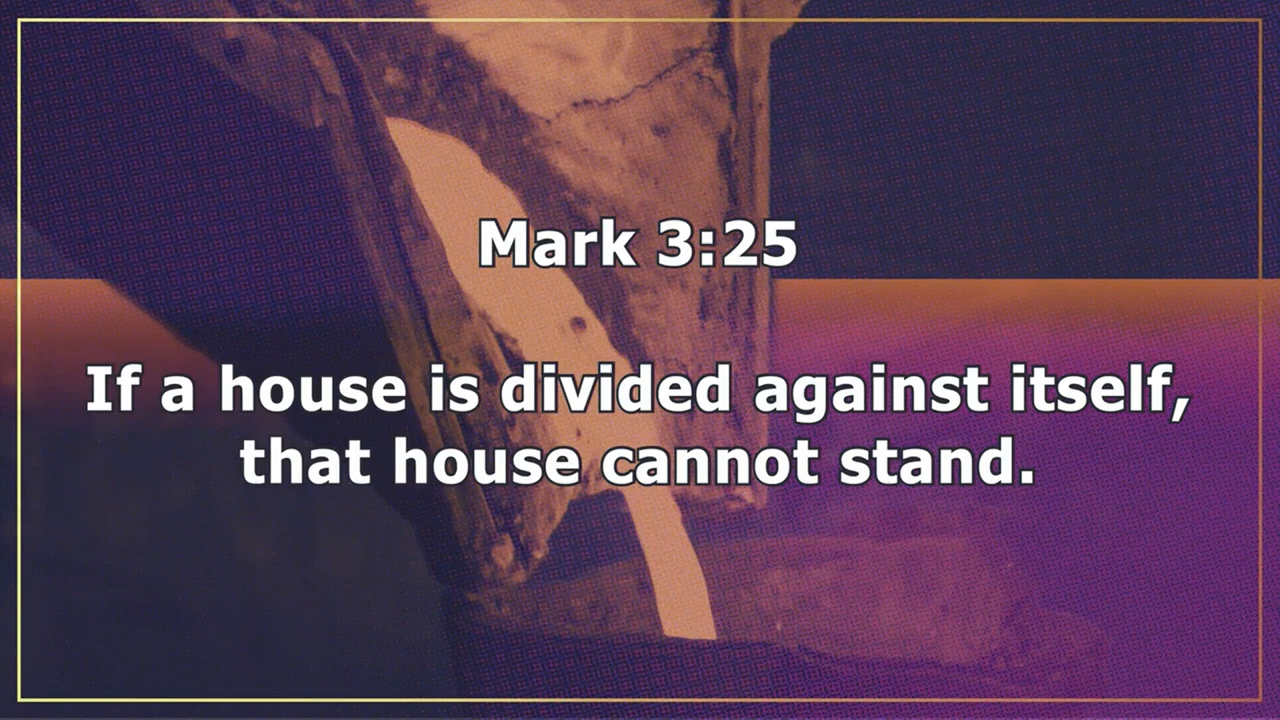 Mark 3:25
If a house is divided against itself,
that house cannot stand.